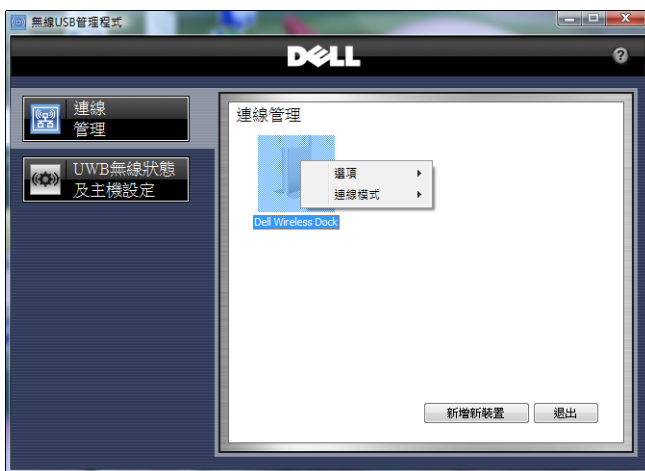 無線USB管理程式
DELL
?
連線
管理
UWB無線狀態
及主機設定
連線管理
選項
連線模式
Dell Wireless Dock
新增新裝置
退出